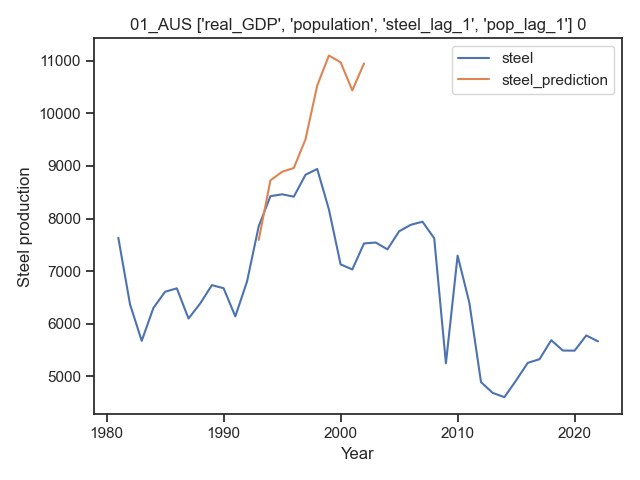 01_AUS ['real_GDP', 'population', 'steel_lag_1', 'pop_lag_1'] 0
steel
steel_prediction
11000
10000
9000
8000
7000
6000
5000
Steel production
1980
1990
2000
2010
2020
Year